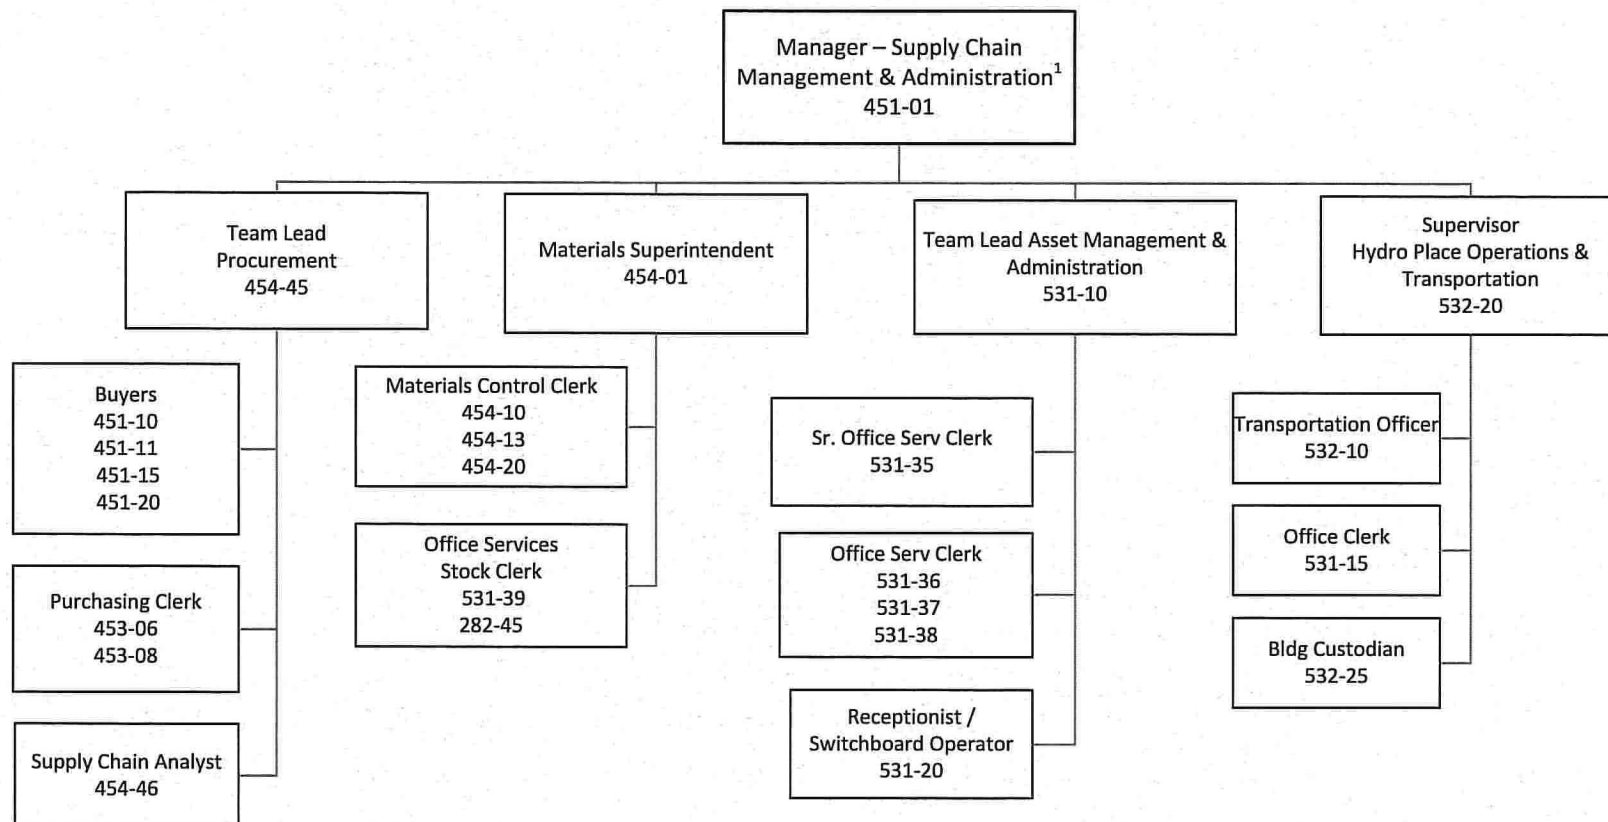 Manager – Supply Chain
Management & Administration¹
451-01
Team Lead
Procurement
454-45
Materials Superintendent
454-01
Team Lead Asset Management &
Administration
531-10
Supervisor
Hydro Place Operations &
Transportation
532-20
Buyers
451-10
451-11
451-15
451-20
Purchasing Clerk
453-06
453-08
Supply Chain Analyst
454-46
Materials Control Clerk
454-10
454-13
454-20
Office Services
Stock Clerk
531-39
282-45
Sr. Office Serv Clerk
531-35
Office Serv Clerk
531-36
531-37
531-38
Receptionist /
Switchboard Operator
531-20
Transportation Officer
532-10
Office Clerk
531-15
Bldg Custodian
532-25